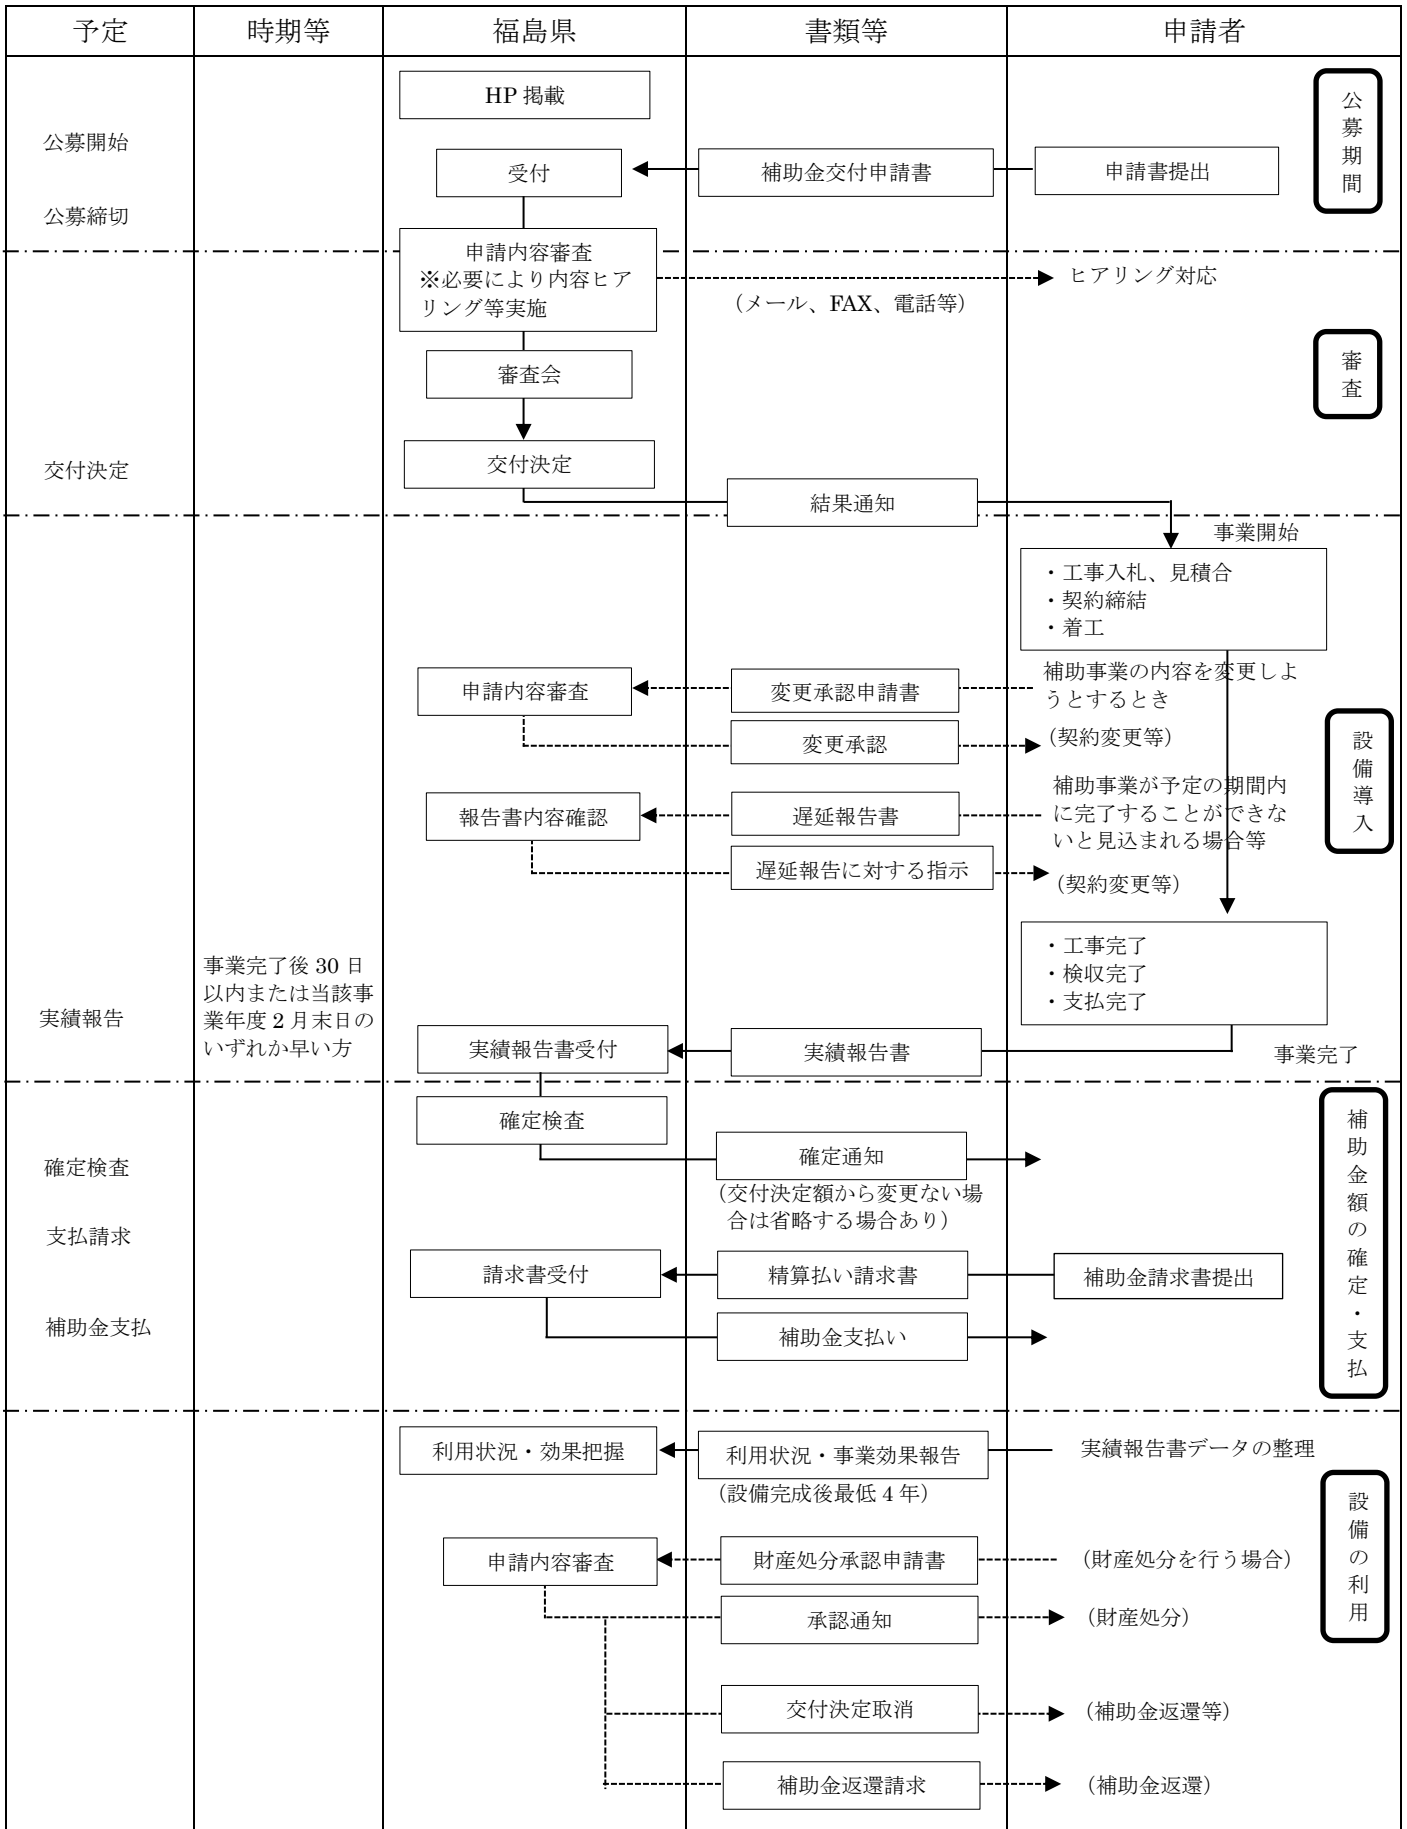 予定
時期等
福島県
書類等
申請者
HP 掲載
公募期間
公募開始
受付
補助金交付申請書
申請書提出
公募締切
申請内容審査
※必要により内容ヒア
リング等実施
ヒアリング対応
（メール、FAX、電話等）
審査
審査会
交付決定
交付決定
結果通知
事業開始
・工事入札、見積合
・契約締結
・着工
申請内容審査
変更承認申請書
補助事業の内容を変更しよ
うとするとき
変更承認
（契約変更等）
設備導入
報告書内容確認
遅延報告書
補助事業が予定の期間内
に完了することができな
いと見込まれる場合等
遅延報告に対する指示
（契約変更等）
・工事完了
・検収完了
・支払完了
実績報告
事業完了後 30 日
以内または当該事
業年度 2 月末日の
いずれか早い方
実績報告書受付
実績報告書
事業完了
補助金額の確定・支払
確定検査
確定検査
確定通知
（交付決定額から変更ない場
合は省略する場合あり）
支払請求
請求書受付
精算払い請求書
補助金請求書提出
補助金支払
補助金支払い
利用状況・効果把握
利用状況・事業効果報告
実績報告書データの整理
（設備完成後最低 4 年）
設備の利用
申請内容審査
財産処分承認申請書
（財産処分を行う場合）
承認通知
（財産処分）
交付決定取消
（補助金返還等）
補助金返還請求
（補助金返還）